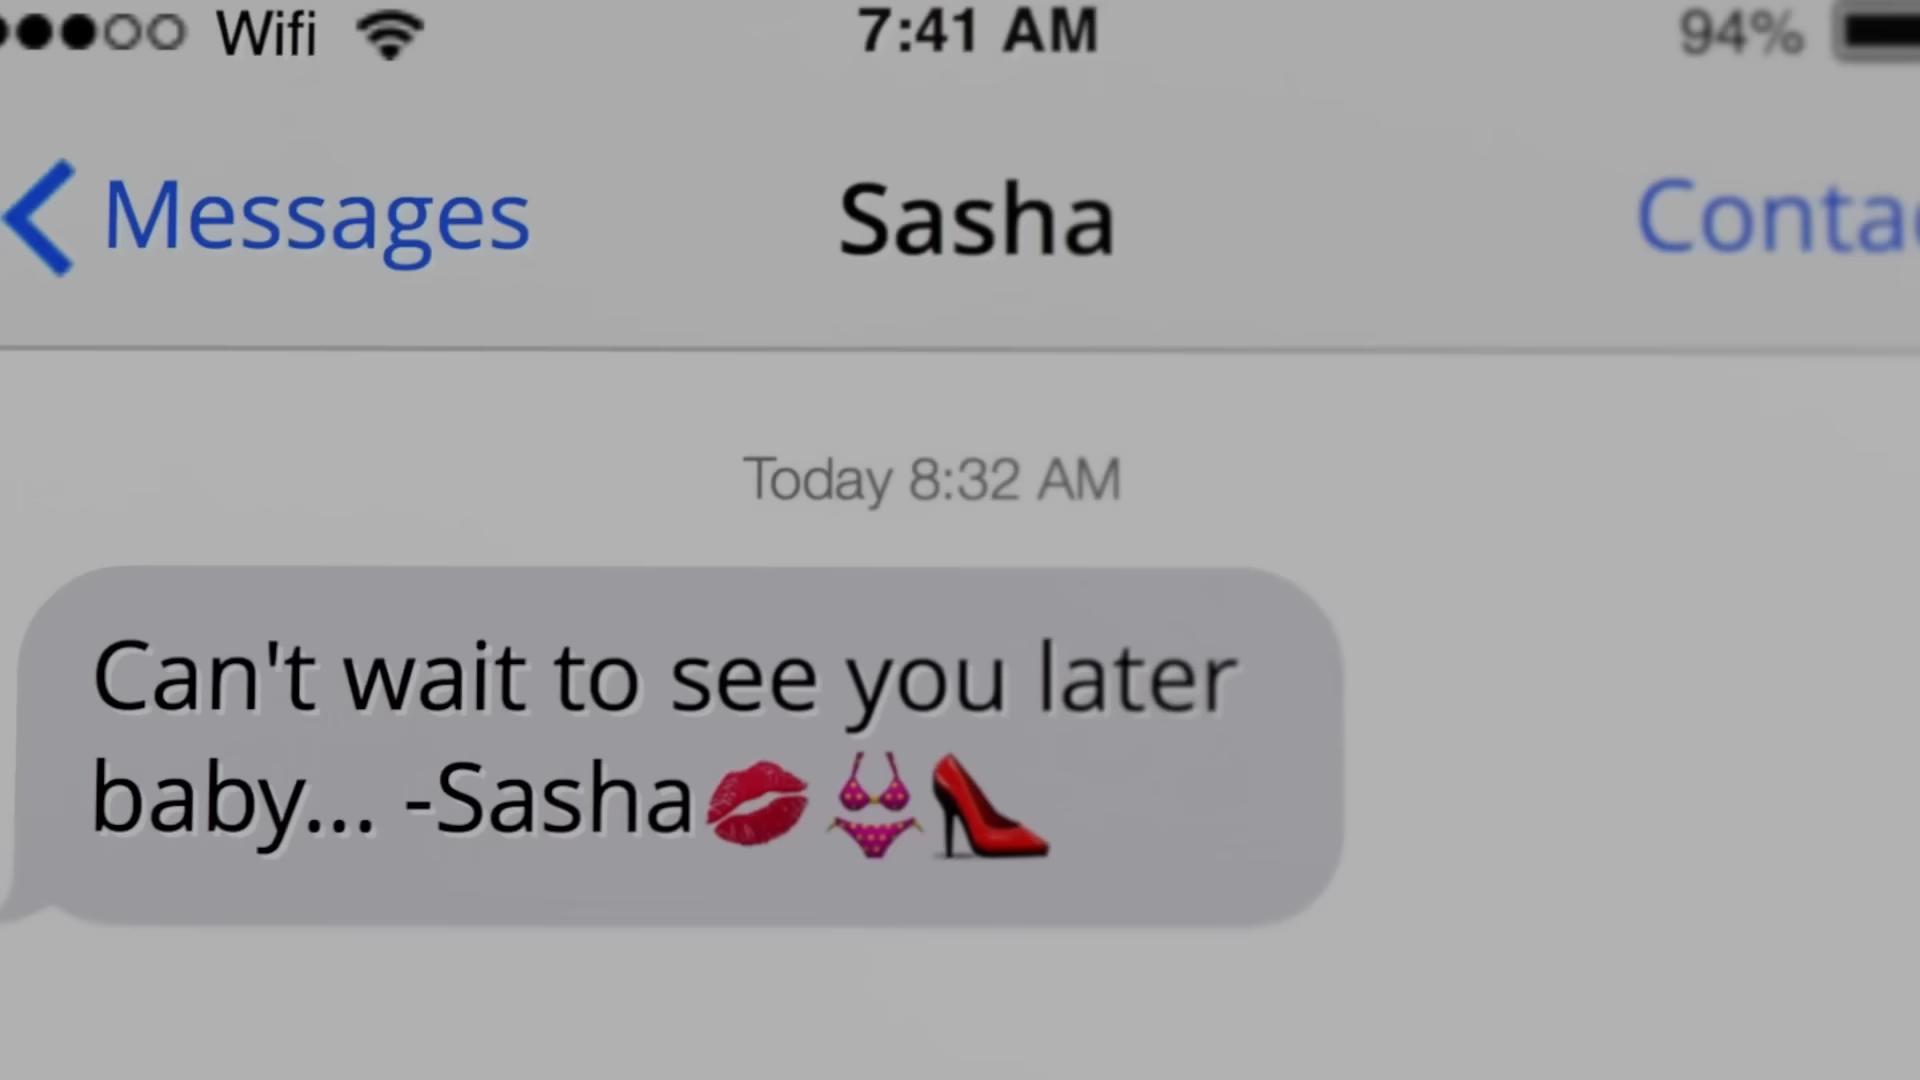 Wifi 7:41 AM 94%
Messages Sasha
Today 8:32 AM
Can't wait to see you later
baby... -Sasha💋👙👠